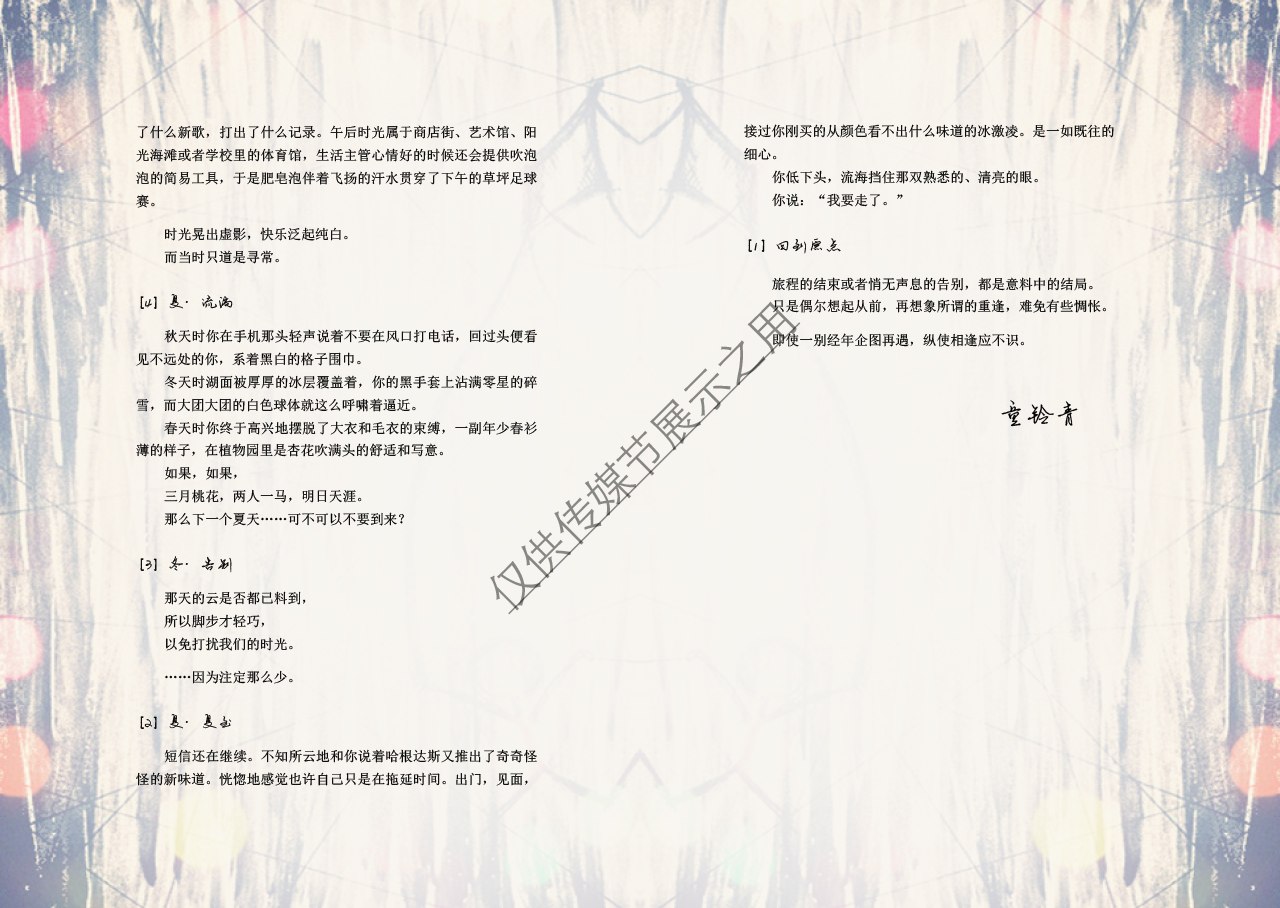 了什么新歌，打出了什么记录。午后时光属于商店街、艺术馆、阳
光海滩或者学校里的体育馆，生活主管心情好的时候还会提供吹泡
泡的简易工具，于是肥皂泡伴着飞扬的汗水贯穿了下午的草坪足球
赛。
时光晃出虚影，快乐泛起纯白。
而当时只道是寻常。
[4] 夏·流漓
秋天时你在手机那头轻声说着不要在风口打电话，回过头便看
见不远处的你，系着黑白的格子围巾。
冬天时湖面被厚厚的冰层覆盖着，你的黑手套上沾满零星的碎
雪，而大团大团的白色球体就这么呼啸着逼近。
春天时你终于高兴地摆脱了大衣和毛衣的束缚，一副年少春衫
薄的样子，在植物园里是杏花吹满头的舒适和写意。
如果，如果，
三月桃花，两人一马，明日天涯。
那么下一个夏天……可不可以不要到来？
[3] 冬·告别
那天的云是否都已料到，
所以脚步才轻巧，
以免打扰我们的时光。
……因为注定那么少。
[2] 夏·夏至
短信还在继续。不知所云地和你说着哈根达斯又推出了奇奇怪
怪的新味道。恍惚地感觉也许自己只是在拖延时间。出门，见面，
接过你刚买的从颜色看不出什么味道的冰激凌。是一如既往的
细心。
你低下头，流海挡住那双熟悉的、清亮的眼。
你说：“我要走了。”
[1] 回到原点
旅程的结束或者悄无声息的告别，都是意料中的结局。
只是偶尔想起从前，再想象所谓的重逢，难免有些惆怅。
即使一别经年企图再遇，纵使相逢应不识。
童铃青
仅供传媒节展示之用